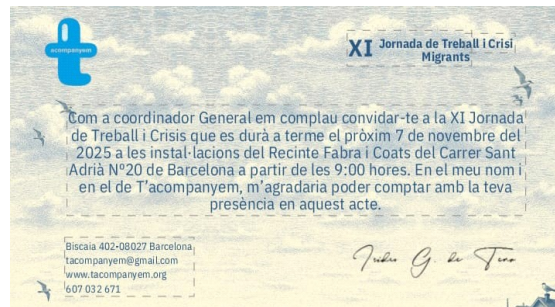 acompanyem
XI Jornada de Treball i Crisi
Migrants
Com a coordinador General em complau convidar-te a la XI Jornada
de Treball i Crisis que es durà a terme el pròxim 7 de novembre del
2025 a les instal·lacions del Recinte Fabra i Coats del Carrer Sant
Adrià Nº20 de Barcelona a partir de les 9:00 hores. En el meu nom i
en el de T'acompanyem, m'agradaria poder comptar amb la teva
presència en aquest acte.
Biscaia 402-08027 Barcelona
tacompanyem@gmail.com
www.tacompanyem.org
607 032 671